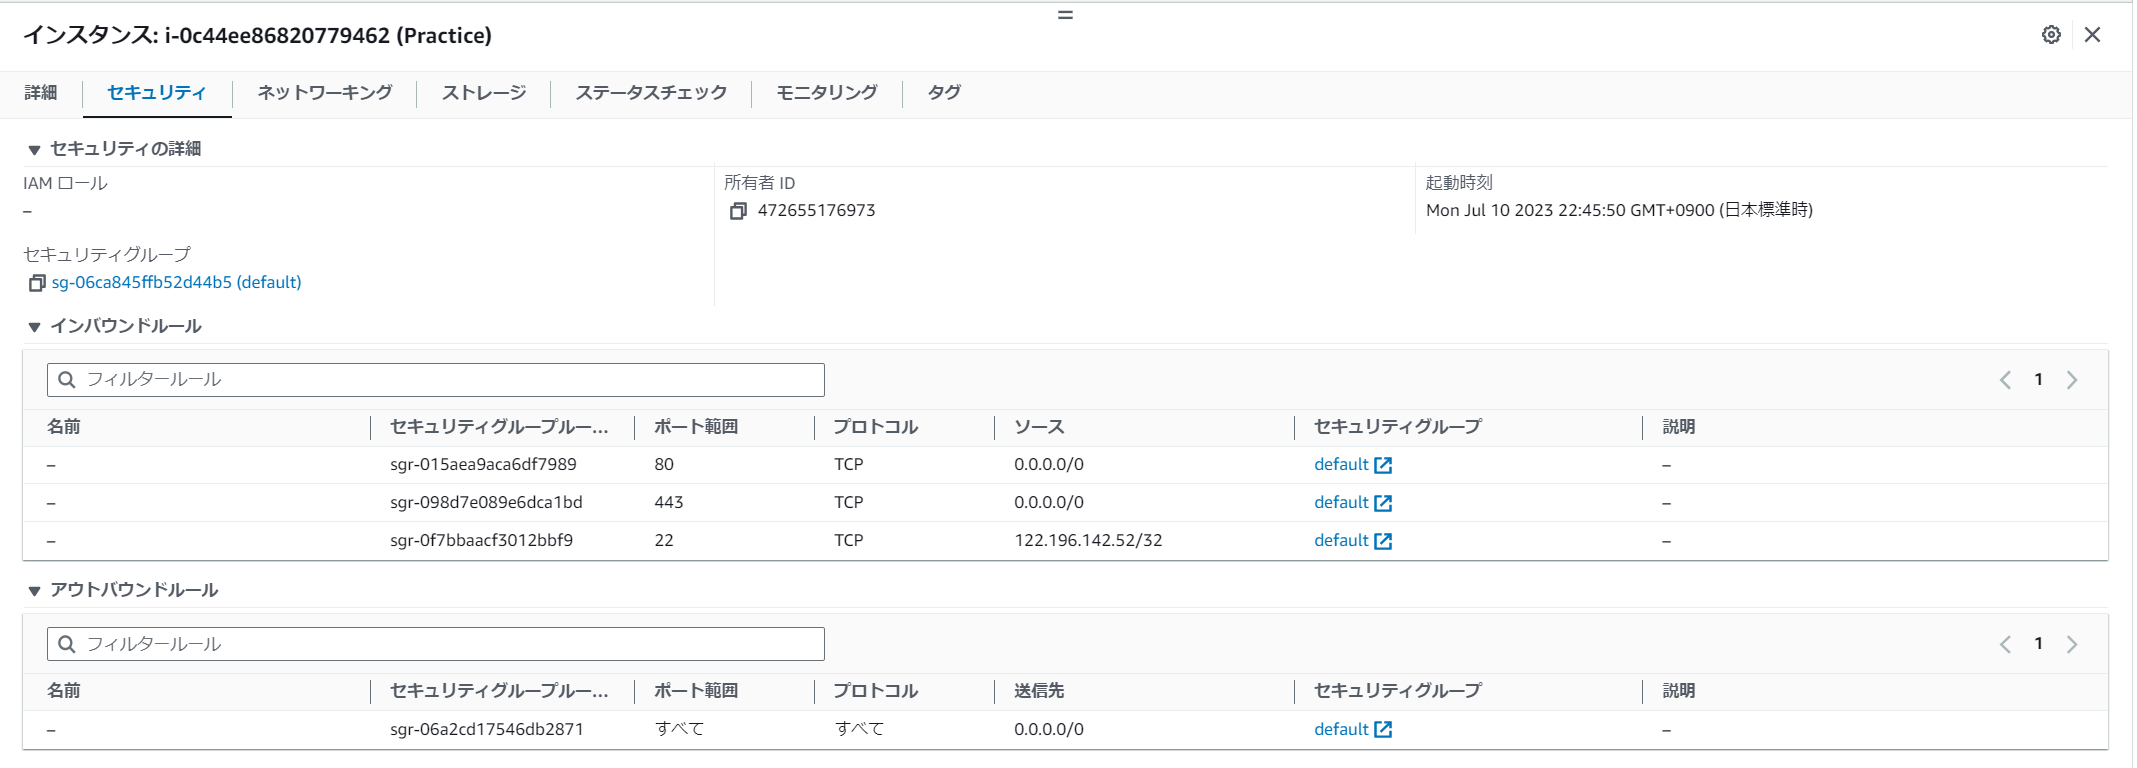 インスタンス: i-0c44ee86820779462 (Practice)
詳細 セキュリティ ネットワーキング ストレージ ステータスチェック モニタリング タグ
▼ セキュリティの詳細
IAM ロール 所有者 ID 起動時刻
– 472655176973 Mon Jul 10 2023 22:45:50 GMT+0900 (日本標準時)
セキュリティグループ
sg-06ca845ffb52d44b5 (default)
▼ インバウンドルール
フィルタールール 1
名前 セキュリティグループルー... ポート範囲 プロトコル ソース セキュリティグループ 説明
– sgr-015aea9aca6df7989 80 TCP 0.0.0.0/0 default –
– sgr-098d7e089e6dca1bd 443 TCP 0.0.0.0/0 default –
– sgr-0f7bbaacf3012bbf9 22 TCP 122.196.142.52/32 default –
▼ アウトバウンドルール
フィルタールール 1
名前 セキュリティグループルー... ポート範囲 プロトコル 送信先 セキュリティグループ 説明
– sgr-06a2cd17546db2871 すべて すべて 0.0.0.0/0 default –